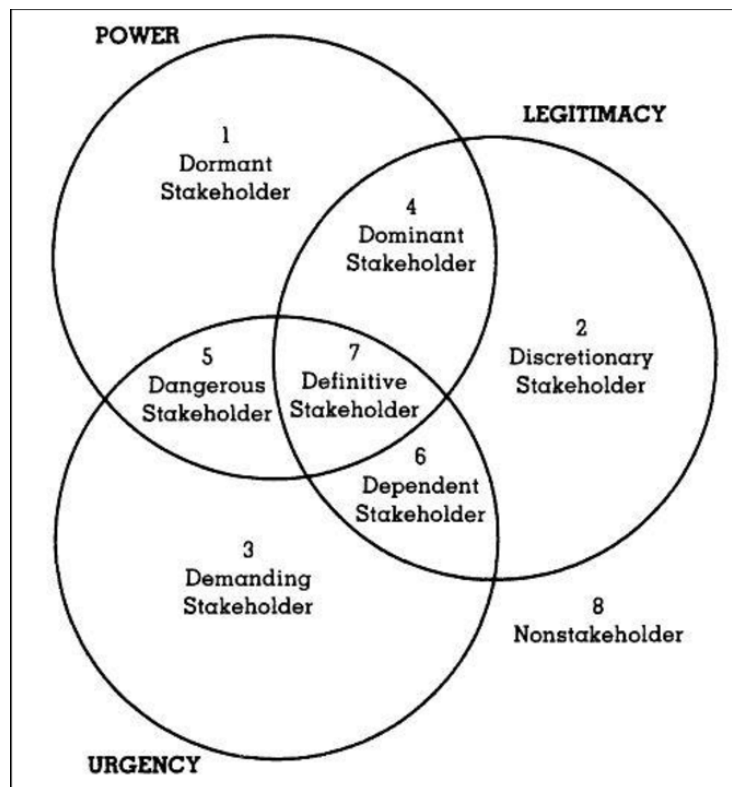 POWER
LEGITIMACY
1
Dormant
Stakeholder
4
Dominant
Stakeholder
2
Discretionary
Stakeholder
5
Dangerous
Stakeholder
7
Definitive
Stakeholder
6
Dependent
Stakeholder
3
Demanding
Stakeholder
8
Nonstakeholder
URGENCY